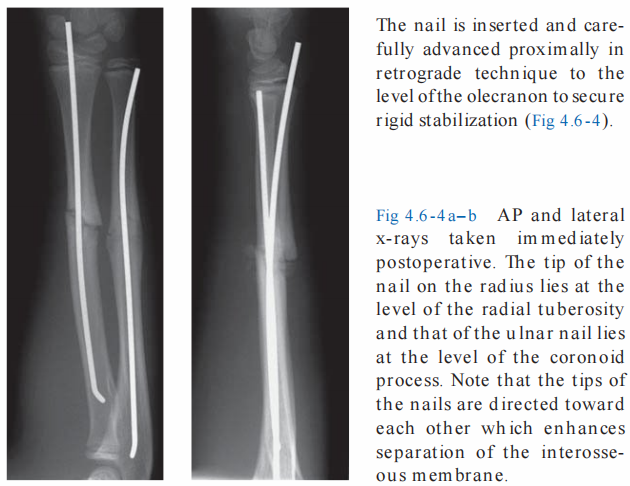 The nail is inserted and care-
fully advanced proximally in
retrograde technique to the
level of the olecranon to secure
rigid stabilization (Fig 4.6-4).
Fig 4.6-4a–b AP and lateral
x-rays taken immediately
postoperative. The tip of the
nail on the radius lies at the
level of the radial tuberosity
and that of the ulnar nail lies
at the level of the coronoid
process. Note that the tips of
the nails are directed toward
each other which enhances
separation of the interosse-
ous membrane.